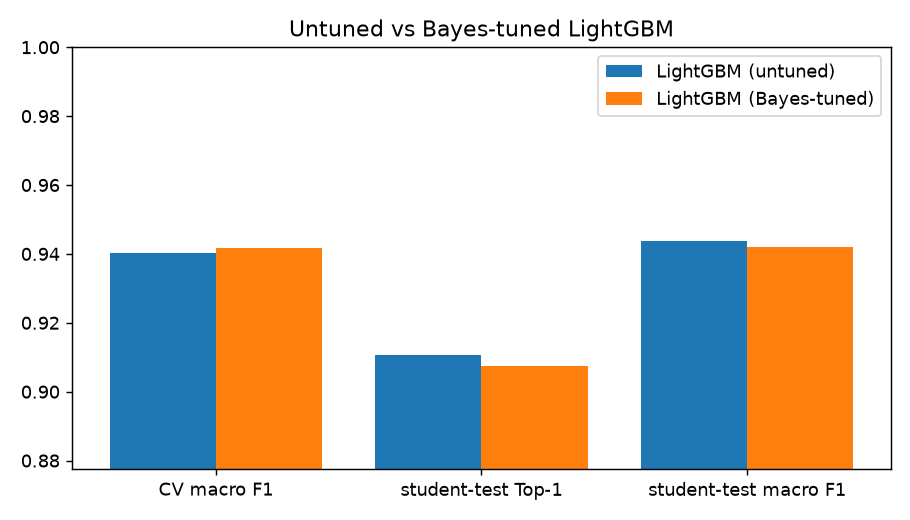 Untuned vs Bayes-tuned LightGBM
1.00
0.98
0.96
0.94
0.92
0.90
0.88
LightGBM (untuned)
LightGBM (Bayes-tuned)
CV macro F1
student-test Top-1
student-test macro F1